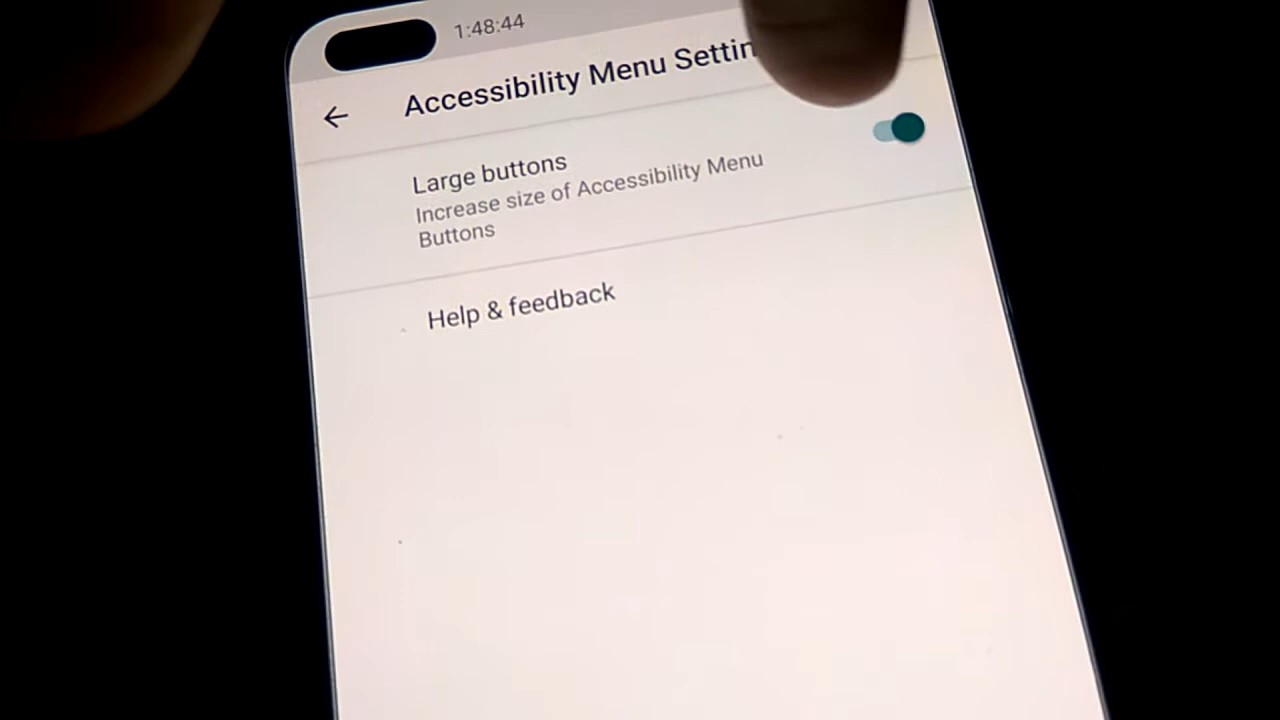 1:48:44
Accessibility Menu Settin
Large buttons
Increase size of Accessibility Menu
Buttons
Help & feedback